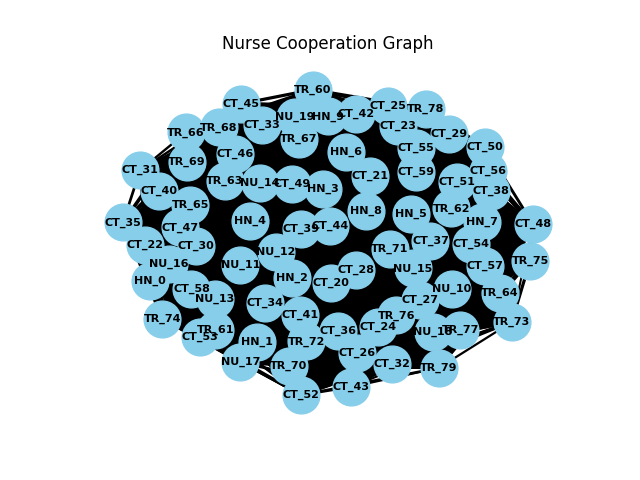 Nurse Cooperation Graph
TR_60
CT_45
CT_25
TR_78
NU_19
HN_9
CT_42
CT_33
TR_68
CT_23
TR_66
CT_29
TR_67
CT_50
CT_55
HN_6
CT_46
TR_69
CT_31
CT_59
CT_56
CT_21
TR_63
NU_14
CT_49
HN_3
CT_51
CT_40
CT_38
TR_65
TR_62
HN_8
HN_5
CT_35
HN_4
HN_7
CT_48
CT_47
CT_39
CT_44
CT_37
CT_22
CT_30
CT_54
TR_71
NU_12
TR_75
NU_16
NU_11
CT_57
NU_15
CT_28
HN_2
HN_0
CT_20
CT_58
NU_10
TR_64
NU_13
CT_27
CT_34
CT_41
TR_76
TR_74
TR_73
CT_24
TR_61
CT_36
TR_77
CT_53
HN_1
TR_72
CT_26
NU_17
CT_32
TR_70
TR_79
CT_43
CT_52